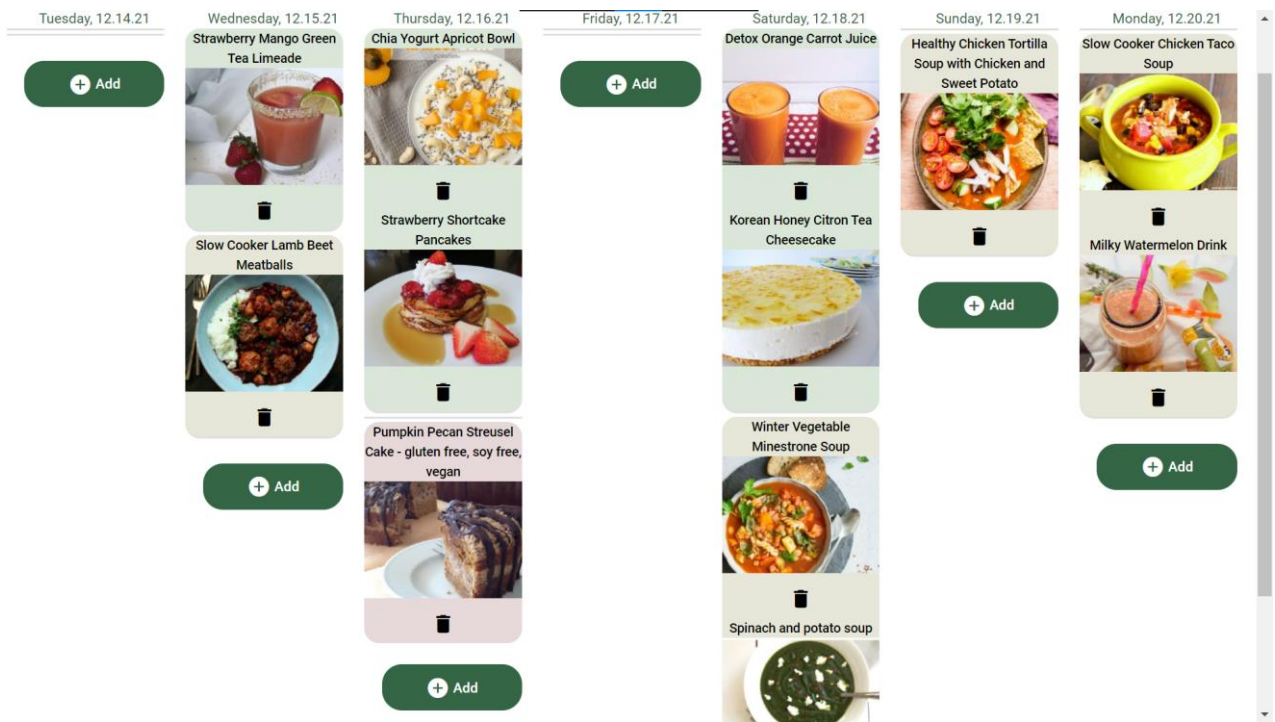 Tuesday, 12.14.21
Add
Wednesday, 12.15.21
Strawberry Mango Green
Tea Limeade
Slow Cooker Lamb Beet
Meatballs
Add
Thursday, 12.16.21
Chia Yogurt Apricot Bowl
Strawberry Shortcake
Pancakes
Pumpkin Pecan Streusel
Cake - gluten free, soy free,
vegan
Add
Friday, 12.17.21
Add
Saturday, 12.18.21
Detox Orange Carrot Juice
Korean Honey Citron Tea
Cheesecake
Winter Vegetable
Minestrone Soup
Spinach and potato soup
Sunday, 12.19.21
Healthy Chicken Tortilla
Soup with Chicken and
Sweet Potato
Add
Monday, 12.20.21
Slow Cooker Chicken Taco
Soup
Milky Watermelon Drink
Add